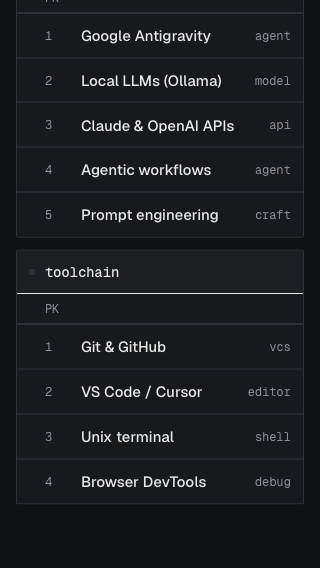 PK
1 Google Antigravity agent
2 Local LLMs (Ollama) model
3 Claude & OpenAI APIs api
4 Agentic workflows agent
5 Prompt engineering craft
toolchain
PK
1 Git & GitHub vcs
2 VS Code / Cursor editor
3 Unix terminal shell
4 Browser DevTools debug